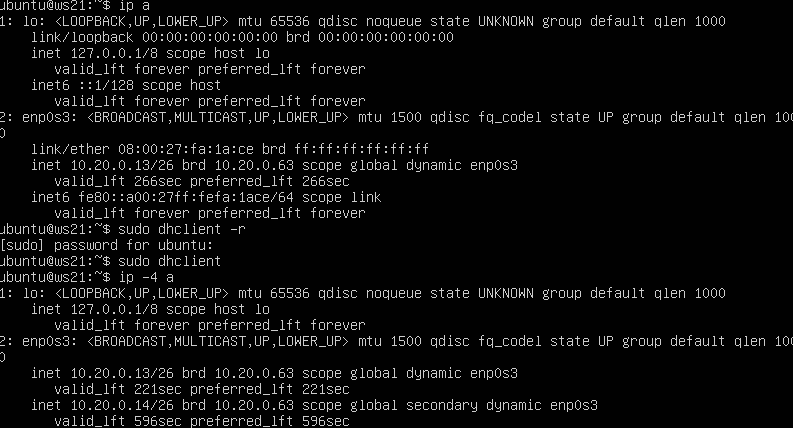 ubuntu@ws21:~$ ip a
1: lo: <LOOPBACK,UP,LOWER_UP> mtu 65536 qdisc noqueue state UNKNOWN group default qlen 1000
    link/loopback 00:00:00:00:00:00 brd 00:00:00:00:00:00
    inet 127.0.0.1/8 scope host lo
       valid_lft forever preferred_lft forever
    inet6 ::1/128 scope host
       valid_lft forever preferred_lft forever
2: enp0s3: <BROADCAST,MULTICAST,UP,LOWER_UP> mtu 1500 qdisc fq_codel state UP group default qlen 100
0
    link/ether 08:00:27:fa:1a:ce brd ff:ff:ff:ff:ff:ff
    inet 10.20.0.13/26 brd 10.20.0.63 scope global dynamic enp0s3
       valid_lft 266sec preferred_lft 266sec
    inet6 fe80::a00:27ff:fefa:1ace/64 scope link
       valid_lft forever preferred_lft forever
ubuntu@ws21:~$ sudo dhclient -r
[sudo] password for ubuntu:
ubuntu@ws21:~$ sudo dhclient
ubuntu@ws21:~$ ip -4 a
1: lo: <LOOPBACK,UP,LOWER_UP> mtu 65536 qdisc noqueue state UNKNOWN group default qlen 1000
    inet 127.0.0.1/8 scope host lo
       valid_lft forever preferred_lft forever
2: enp0s3: <BROADCAST,MULTICAST,UP,LOWER_UP> mtu 1500 qdisc fq_codel state UP group default qlen 100
0
    inet 10.20.0.13/26 brd 10.20.0.63 scope global dynamic enp0s3
       valid_lft 221sec preferred_lft 221sec
    inet 10.20.0.14/26 brd 10.20.0.63 scope global secondary dynamic enp0s3
       valid_lft 596sec preferred_lft 596sec